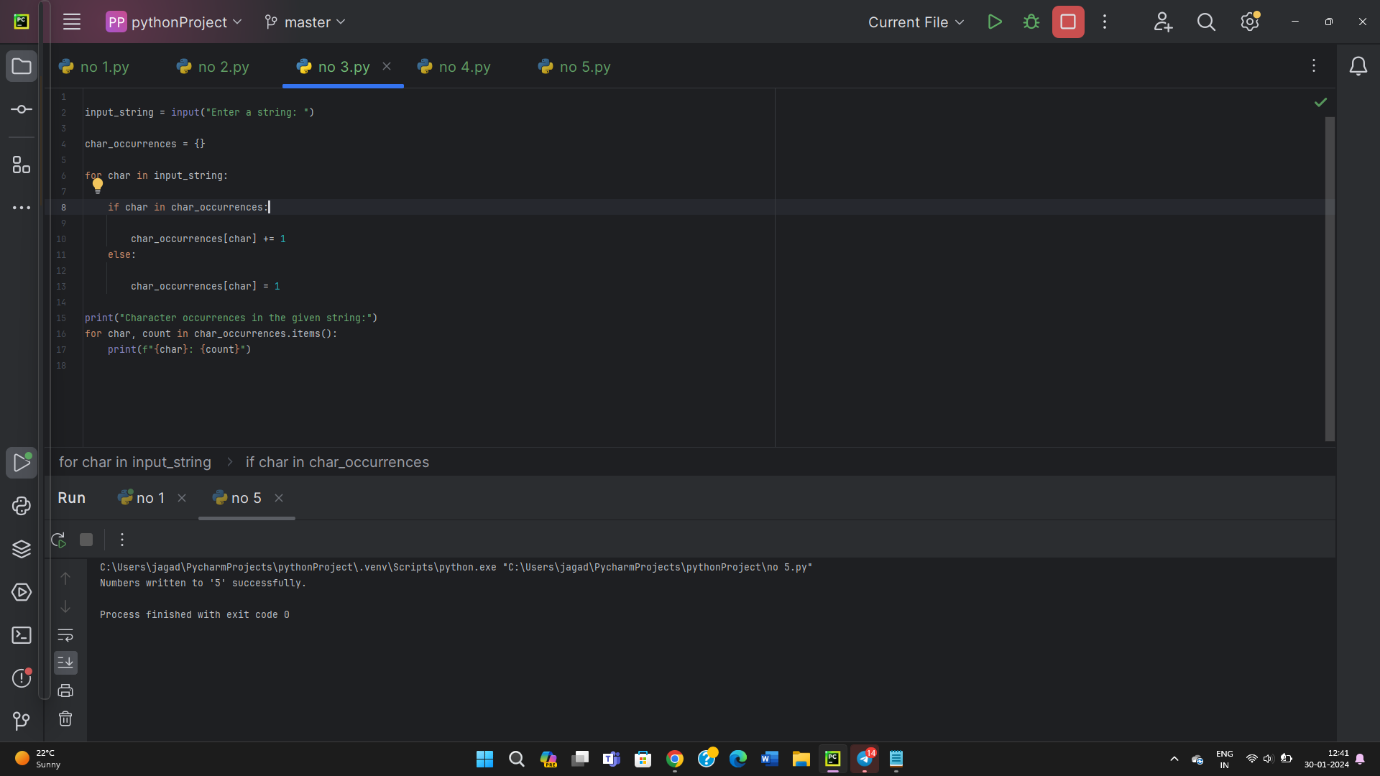 PC
PP pythonProject master Current File
no 1.py no 2.py no 3.py no 4.py no 5.py
1
2 input_string = input("Enter a string: ")
3
4 char_occurrences = {}
5
6 for char in input_string:
7
8 if char in char_occurrences:
9
10 char_occurrences[char] += 1
11 else:
12
13 char_occurrences[char] = 1
14
15 print("Character occurrences in the given string:")
16 for char, count in char_occurrences.items():
17 print(f"{char}: {count}")
18
for char in input_string > if char in char_occurrences
Run no 1 no 5
C:\Users\jagad\PycharmProjects\pythonProject\.venv\Scripts\python.exe "C:\Users\jagad\PycharmProjects\pythonProject\no 5.py"
Numbers written to '5' successfully.
Process finished with exit code 0
22°C
Sunny
PRE
T
W
PC
14
ENG
IN
12:41
30-01-2024